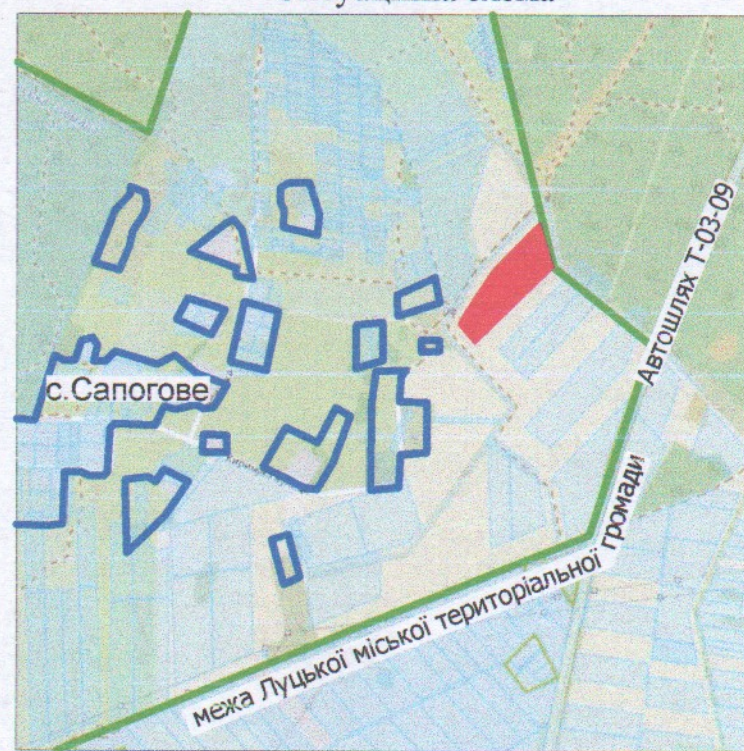 Автошлях Т-03-09
с.Сапогове
межа Луцької міської територіальної громади